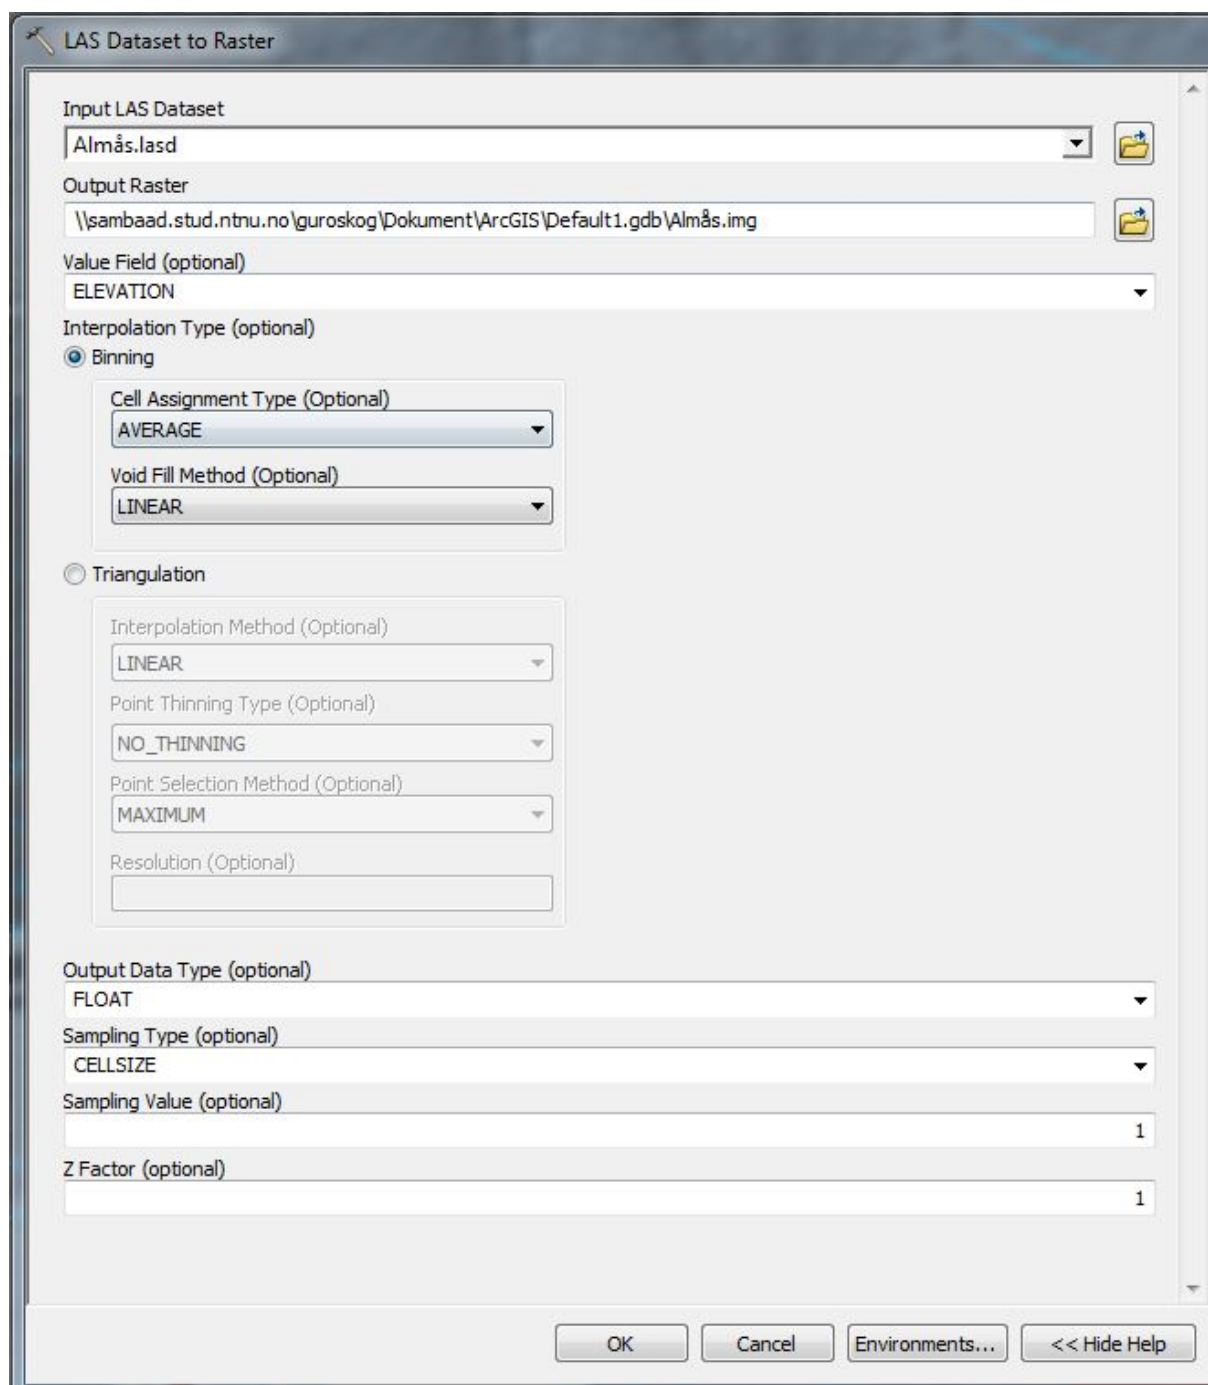 LAS Dataset to Raster
Input LAS Dataset
Almås.lasd
Output Raster
\\sambaad.stud.ntnu.no\guroskog\Dokument\ArcGIS\Default1.gdb\Almås.img
Value Field (optional)
ELEVATION
Interpolation Type (optional)
Binning
Cell Assignment Type (Optional)
AVERAGE
Void Fill Method (Optional)
LINEAR
Triangulation
Interpolation Method (Optional)
LINEAR
Point Thinning Type (Optional)
NO_THINNING
Point Selection Method (Optional)
MAXIMUM
Resolution (Optional)
Output Data Type (optional)
FLOAT
Sampling Type (optional)
CELLSIZE
Sampling Value (optional)
1
Z Factor (optional)
1
OK Cancel Environments... << Hide Help